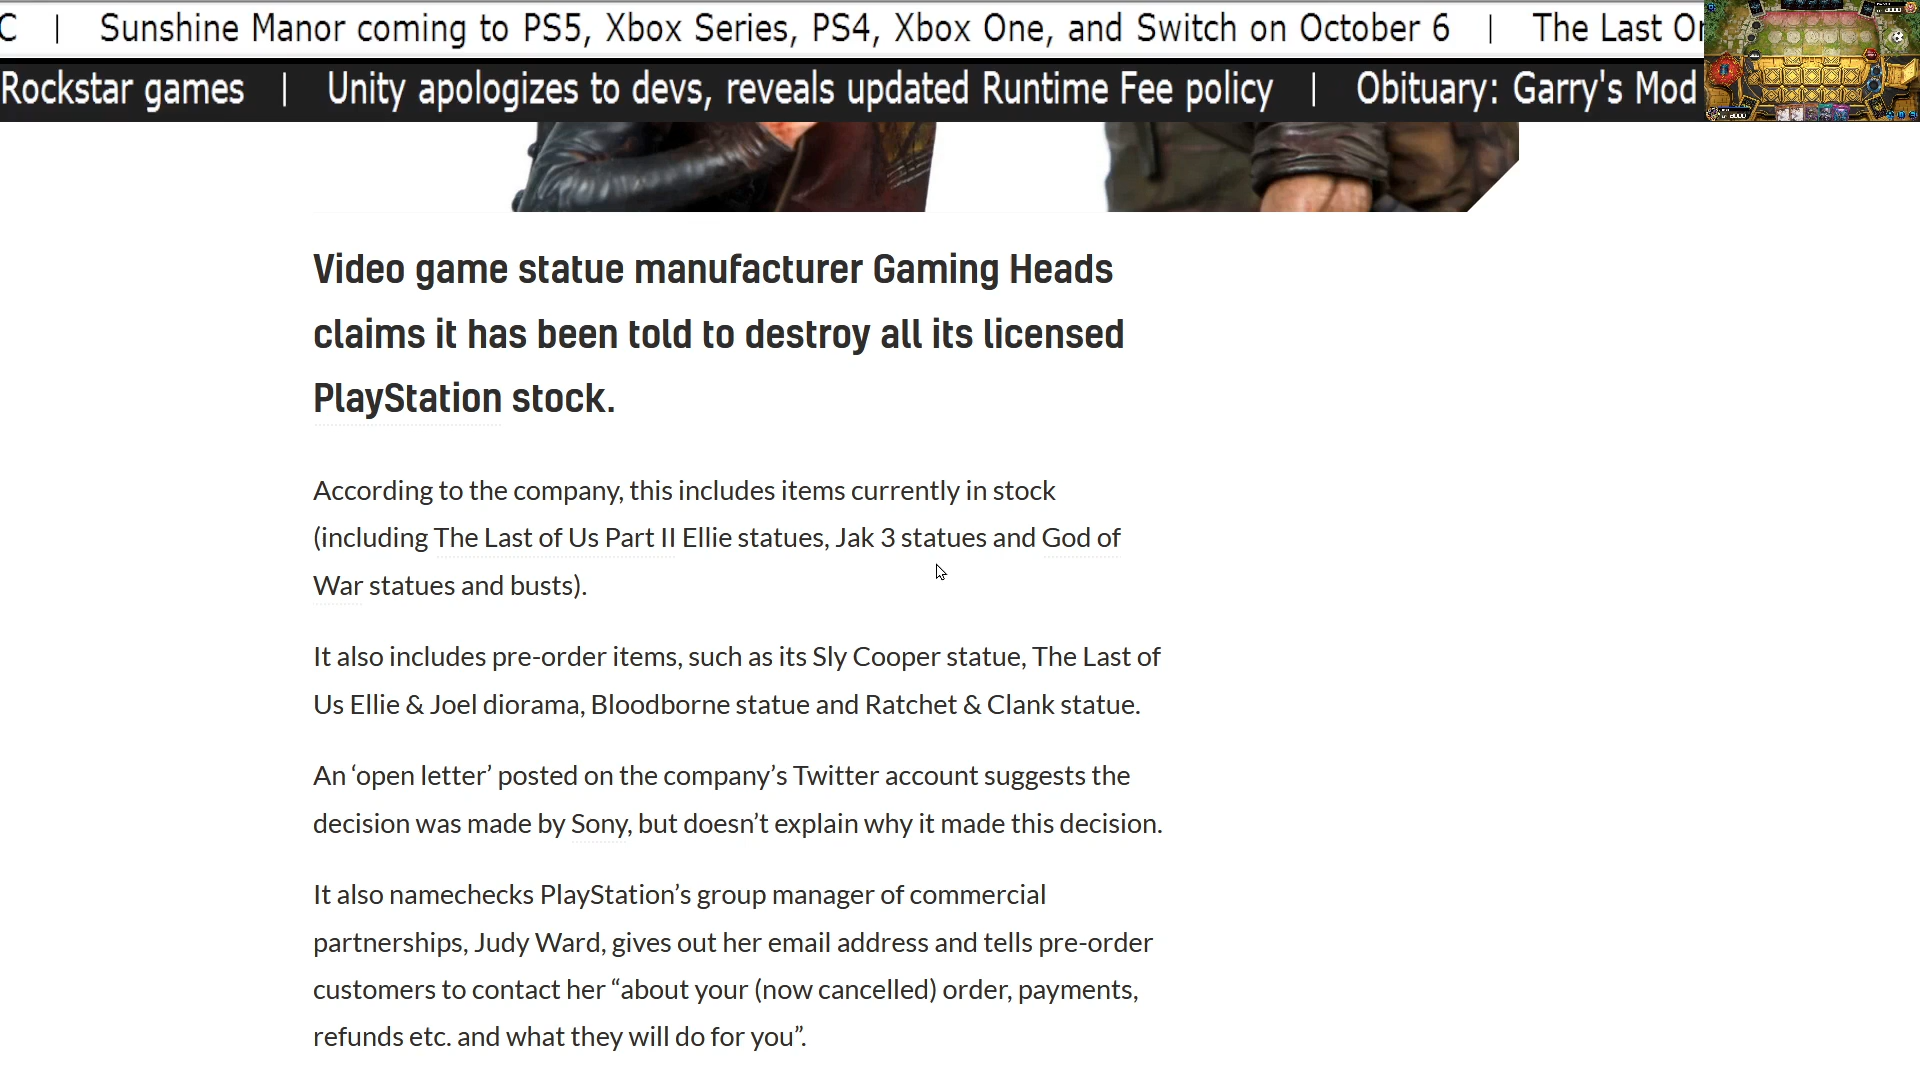 C | Sunshine Manor coming to PS5, Xbox Series, PS4, Xbox One, and Switch on October 6 | The Last
Rockstar games | Unity apologizes to devs, reveals updated Runtime Fee policy | Obituary: Garry's Mod
Video game statue manufacturer Gaming Heads
claims it has been told to destroy all its licensed
PlayStation stock.
According to the company, this includes items currently in stock
(including The Last of Us Part II Ellie statues, Jak 3 statues and God of
War statues and busts).
It also includes pre-order items, such as its Sly Cooper statue, The Last of
Us Ellie & Joel diorama, Bloodborne statue and Ratchet & Clank statue.
An ‘open letter’ posted on the company’s Twitter account suggests the
decision was made by Sony, but doesn’t explain why it made this decision.
It also namechecks PlayStation’s group manager of commercial
partnerships, Judy Ward, gives out her email address and tells pre-order
customers to contact her “about your (now cancelled) order, payments,
refunds etc. and what they will do for you”.